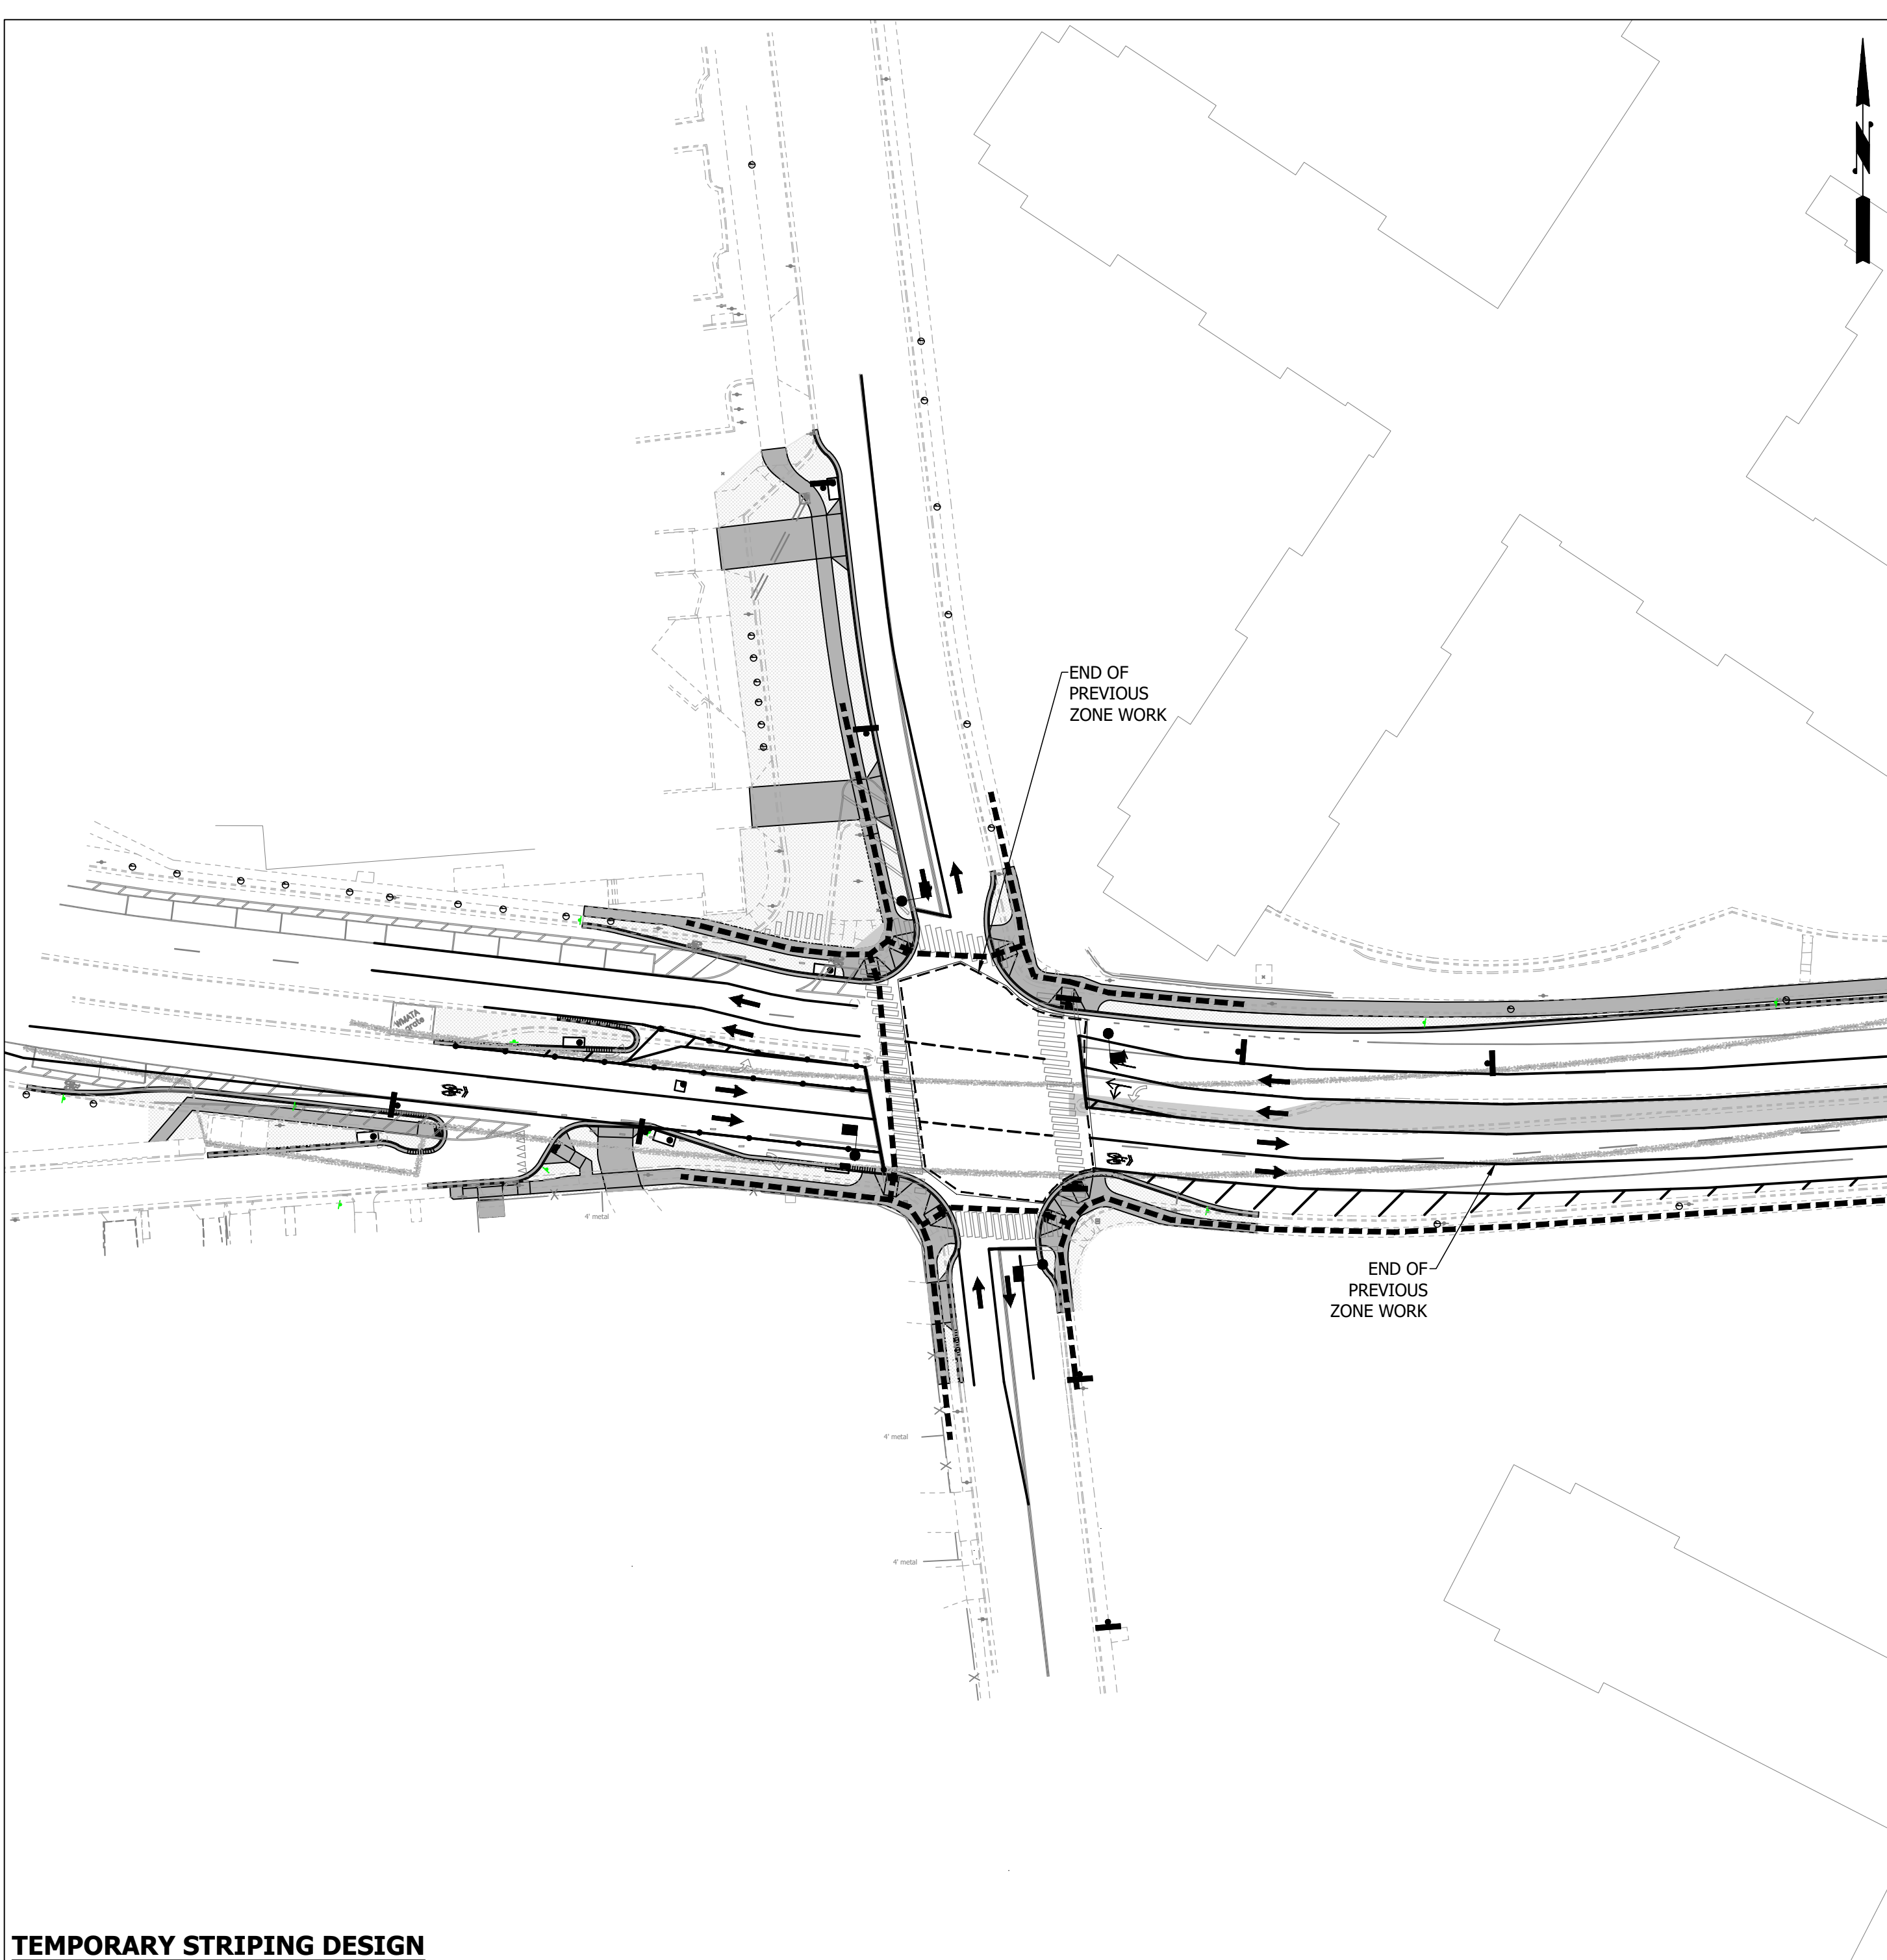 END OF
PREVIOUS
ZONE WORK
WMATA
grate
4' metal
END OF
PREVIOUS
ZONE WORK
4' metal
4' metal
TEMPORARY STRIPING DESIGN